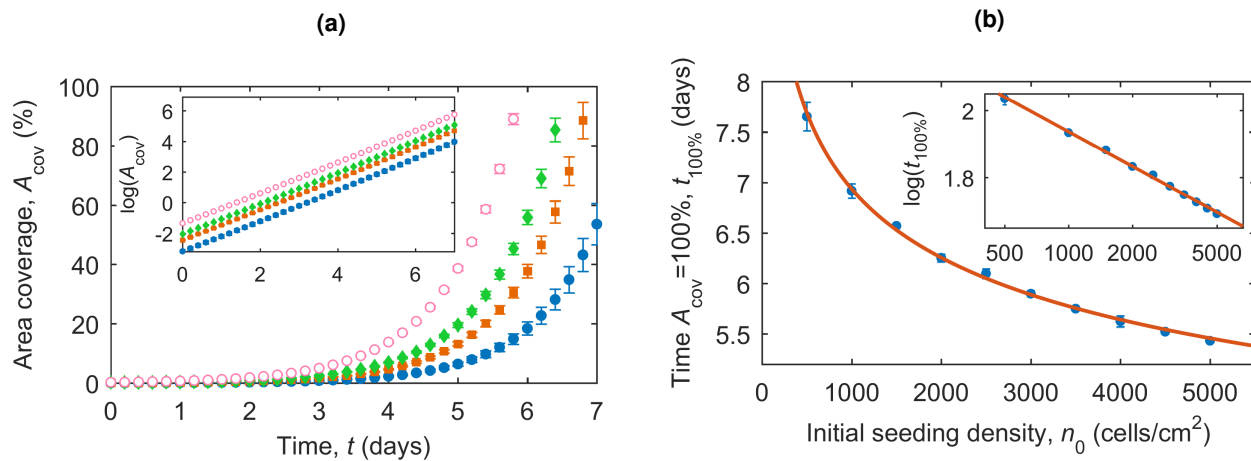 (a)
Area coverage, A_cov (%)
100
80
60
40
20
0
log(A_cov)
6
4
2
0
-2
0 2 4 6
0 1 2 3 4 5 6 7
Time, t (days)
(b)
Time A_cov=100%, t_100% (days)
8
7.5
7
6.5
6
5.5
log(t_100%)
2
1.8
500 1000 2000 5000
0 1000 2000 3000 4000 5000
Initial seeding density, n_0 (cells/cm^2)